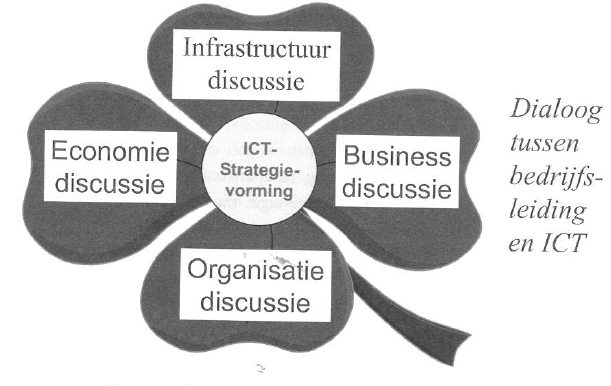 Infrastructuur
discussie
Economie
discussie
ICT-
Strategie-
vorming
Business
discussie
Organisatie
discussie
Dialoog
tussen
bedrijfs-
leiding
en ICT